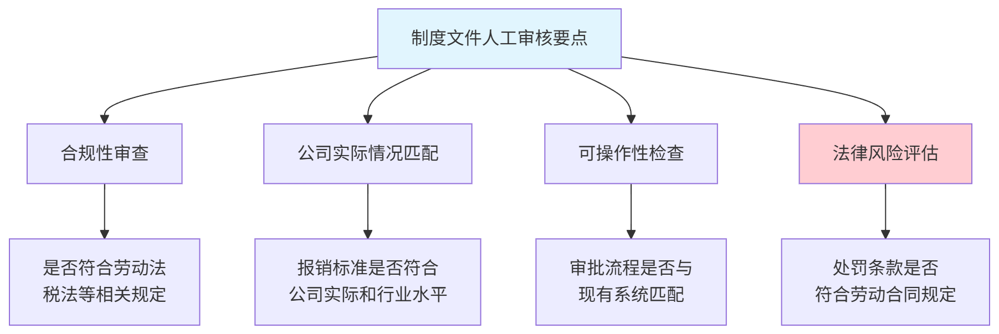 制度文件人工审核要点
合规性审查
公司实际情况匹配
可操作性检查
法律风险评估
是否符合劳动法
税法等相关规定
报销标准是否符合
公司实际和行业水平
审批流程是否与
现有系统匹配
处罚条款是否
符合劳动合同规定